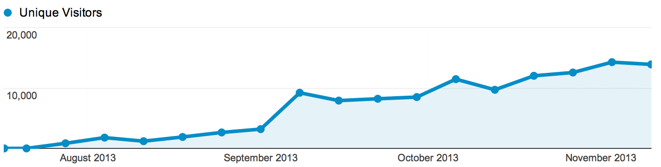 Unique Visitors
20,000
10,000
August 2013 September 2013 October 2013 November 2013